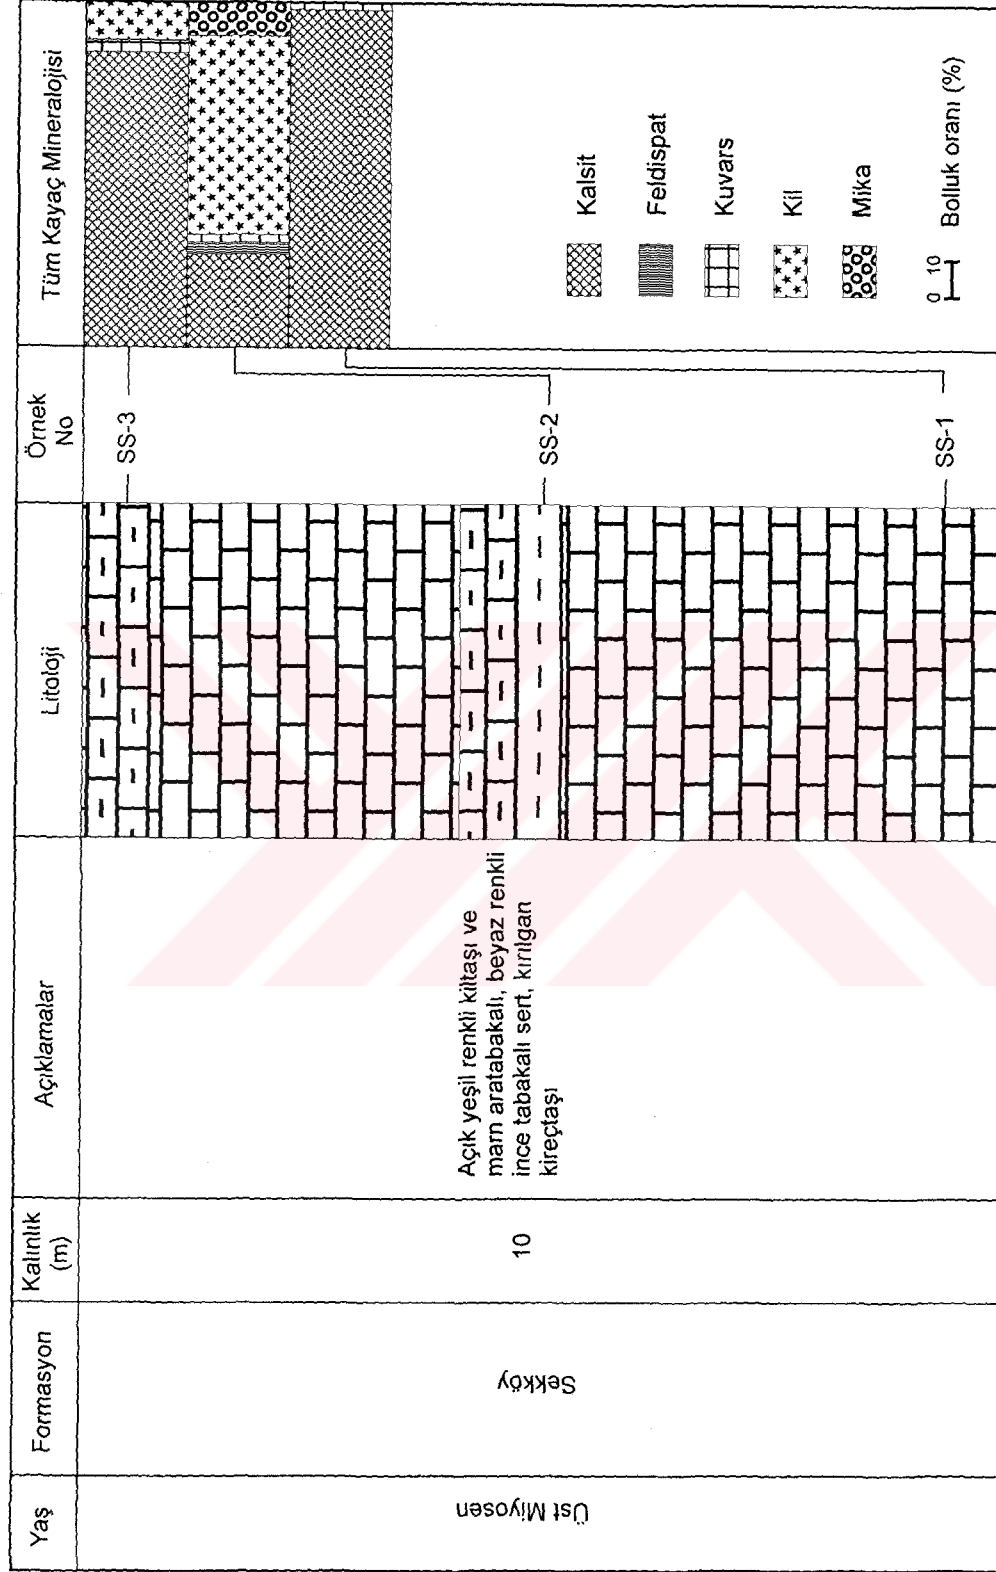 Yaş
Formasyon
Kalınlık
(m)
Açıklamalar
Litoloji
Örnek
No
Tüm Kayaç Mineralojisi
Üst Miyosen
Sekköy
10
Açık yeşil renkli kiltaşı ve
marn aratabakalı, beyaz renkli
ince tabakalı sert, kırılgan
kireçtaşı
SS-3
SS-2
SS-1
Kalsit
Feldispat
Kuvars
Kil
Mika
0 10
Bolluk oranı (%)